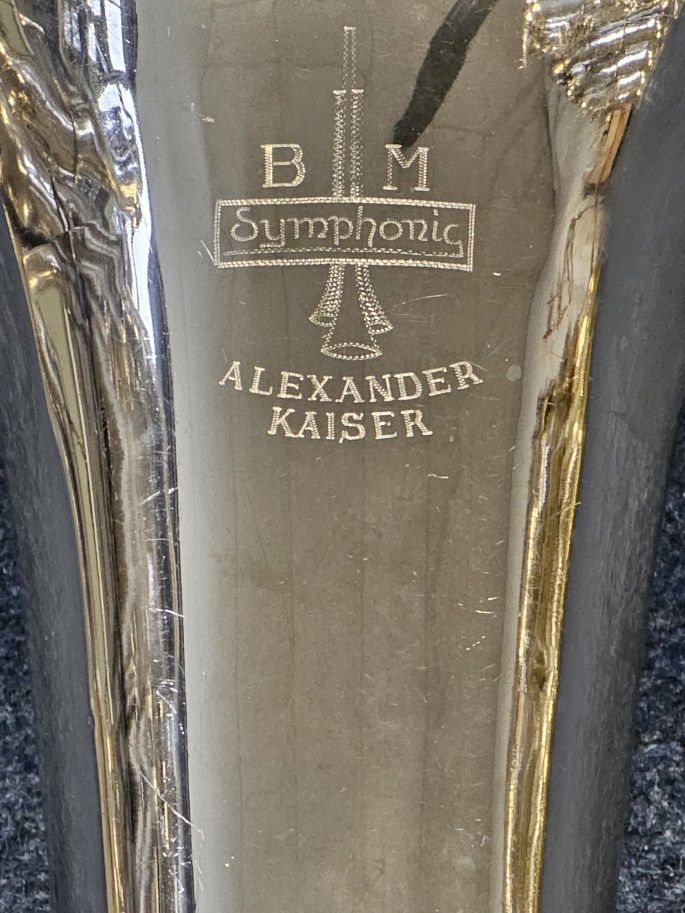 B M
Symphonic
ALEXANDER
KAISER